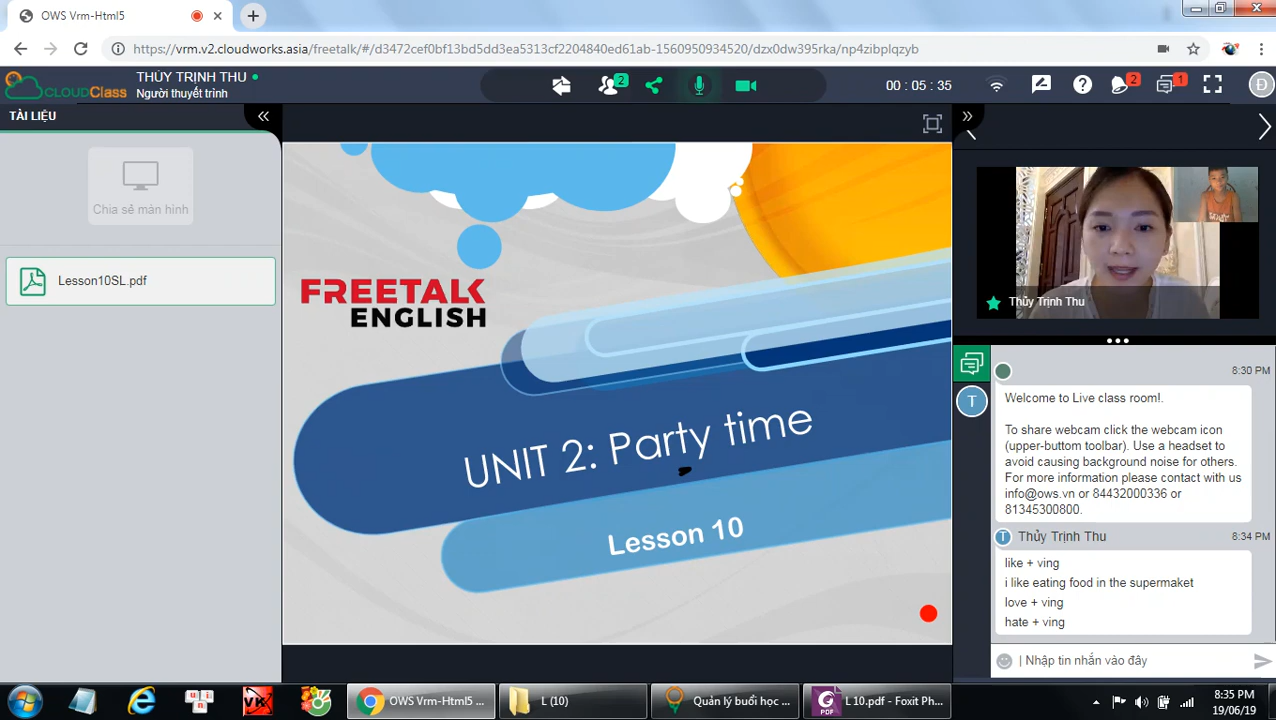 OWS Vrm-Html5
https://vrm.v2.cloudworks.asia/freetalk/#/d3472cef0bf13bd5dd3ea5313cf2204840ed61ab-1560950934520/dzx0dw395rka/np4zibplqzyb
CLOUDClass
THÙY TRỊNH THU
Người thuyết trình
2
00 : 05 : 35
2
1
Đ
TÀI LIỆU
Chia sẻ màn hình
Lesson10SL.pdf
FREETALK
ENGLISH
UNIT 2: Party time
Lesson 10
Thủy Trịnh Thu
8:30 PM
Welcome to Live class room!.
To share webcam click the webcam icon
(upper-buttom toolbar). Use a headset to
avoid causing background noise for others.
For more information please contact with us
info@ows.vn or 84432000336 or
81345300800.
T
T Thủy Trịnh Thu 8:34 PM
like + ving
i like eating food in the supermaket
love + ving
hate + ving
Nhập tin nhắn vào đây
OWS Vrm-Html5 ...
L (10)
Quản lý buổi học ...
L 10.pdf - Foxit Ph...
8:35 PM
19/06/19